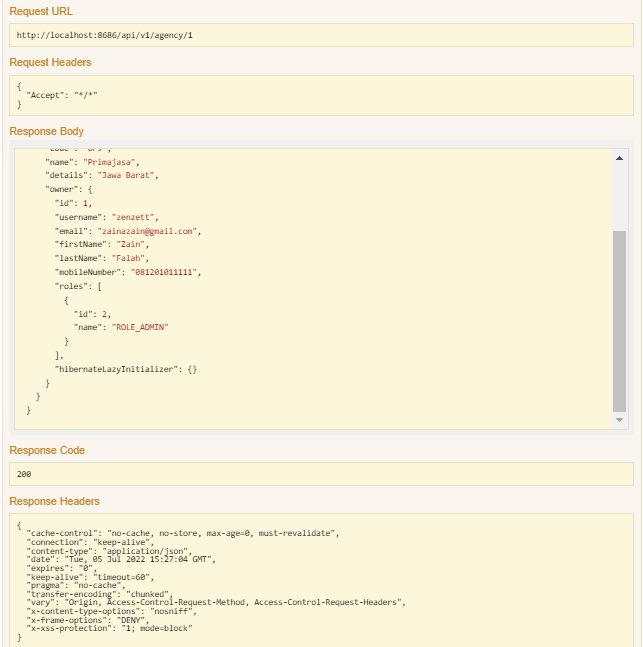 Request URL
http://localhost:8686/api/v1/agency/1
Request Headers
{
"Accept": "*/*"
}
Response Body
"name": "Primajasa",
"details": "Jawa Barat",
"owner": {
"id": 1,
"username": "zenzett",
"email": "zainazain@gmail.com",
"firstName": "Zain",
"lastName": "Falah",
"mobileNumber": "081201011111",
"roles": [
{
"id": 2,
"name": "ROLE_ADMIN"
}
],
"hibernateLazyInitializer": {}
}
}
}
Response Code
200
Response Headers
{
"cache-control": "no-cache, no-store, max-age=0, must-revalidate",
"connection": "keep-alive",
"content-type": "application/json",
"date": "Tue, 05 Jul 2022 15:27:04 GMT",
"expires": "0",
"keep-alive": "timeout=60",
"pragma": "no-cache",
"transfer-encoding": "chunked",
"vary": "Origin, Access-Control-Request-Method, Access-Control-Request-Headers",
"x-content-type-options": "nosniff",
"x-frame-options": "DENY",
"x-xss-protection": "1; mode=block"
}